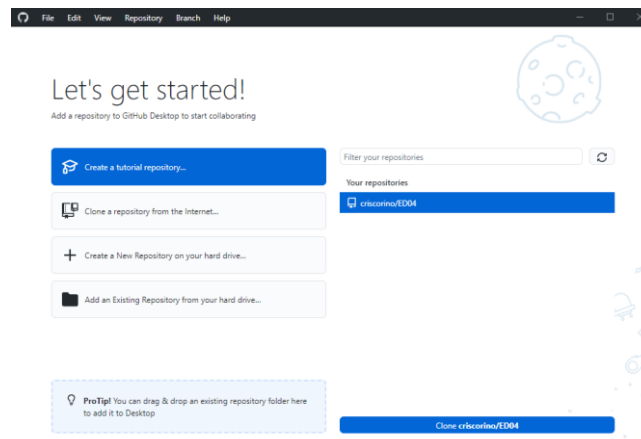 File Edit View Repository Branch Help
Let's get started!
Add a repository to GitHub Desktop to start collaborating
Create a tutorial repository...
Clone a repository from the Internet...
Create a New Repository on your hard drive...
Add an Existing Repository from your hard drive...
ProTip! You can drag & drop an existing repository folder here
to add it to Desktop
Filter your repositories
Your repositories
criscorino/ED04
Clone criscorino/ED04